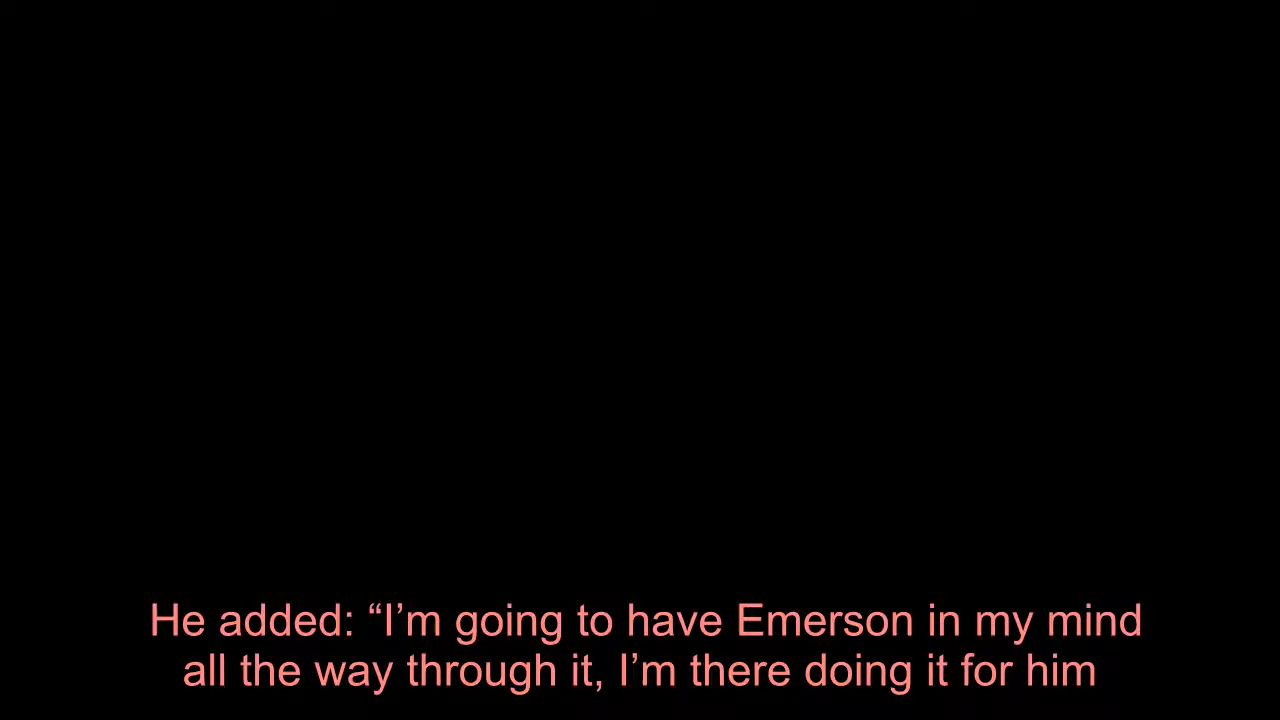 He added: “I’m going to have Emerson in my mind
all the way through it, I’m there doing it for him